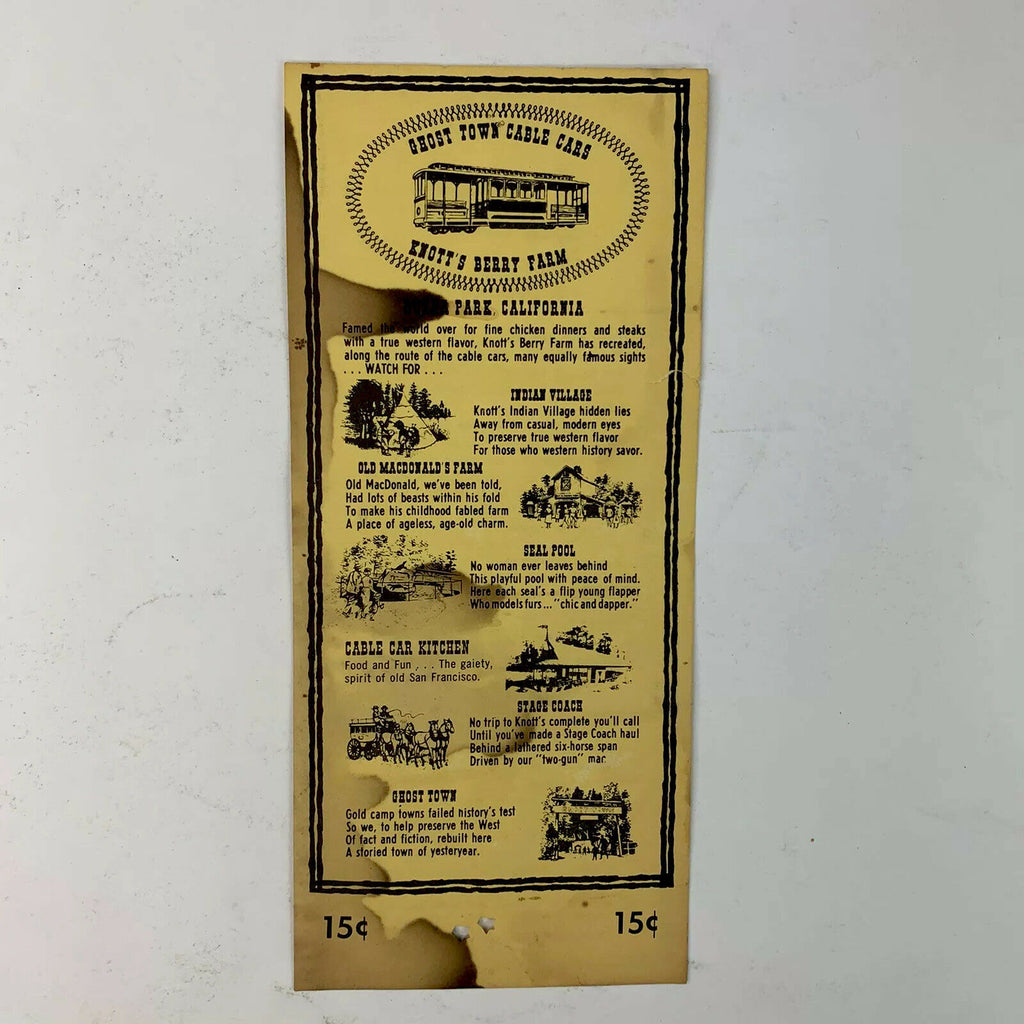 GHOST TOWN CABLE CARS
KNOTT'S BERRY FARM
PARK, CALIFORNIA
Famed the world over for fine chicken dinners and steaks
with a true western flavor, Knott's Berry Farm has recreated,
along the route of the cable cars, many equally famous sights
. . . WATCH FOR . . .
INDIAN VILLAGE
Knott's Indian Village hidden lies
Away from casual, modern eyes
To preserve true western flavor
For those who western history savor.
OLD MACDONALD'S FARM
Old MacDonald, we've been told,
Had lots of beasts within his fold
To make his childhood fabled farm
A place of ageless, age-old charm.
SEAL POOL
No woman ever leaves behind
This playful pool with peace of mind.
Here each seal's a flip young flapper
Who models furs... "chic and dapper."
CABLE CAR KITCHEN
Food and Fun . . . The gaiety,
spirit of old San Francisco.
STAGE COACH
No trip to Knott's complete you'll call
Until you've made a Stage Coach haul
Behind a lathered six-horse span
Driven by our "two-gun"
GHOST TOWN
Gold camp towns failed history's test
So we, to help preserve the West
Of fact and fiction, rebuilt here
A storied town of yesteryear.
15¢ 15¢